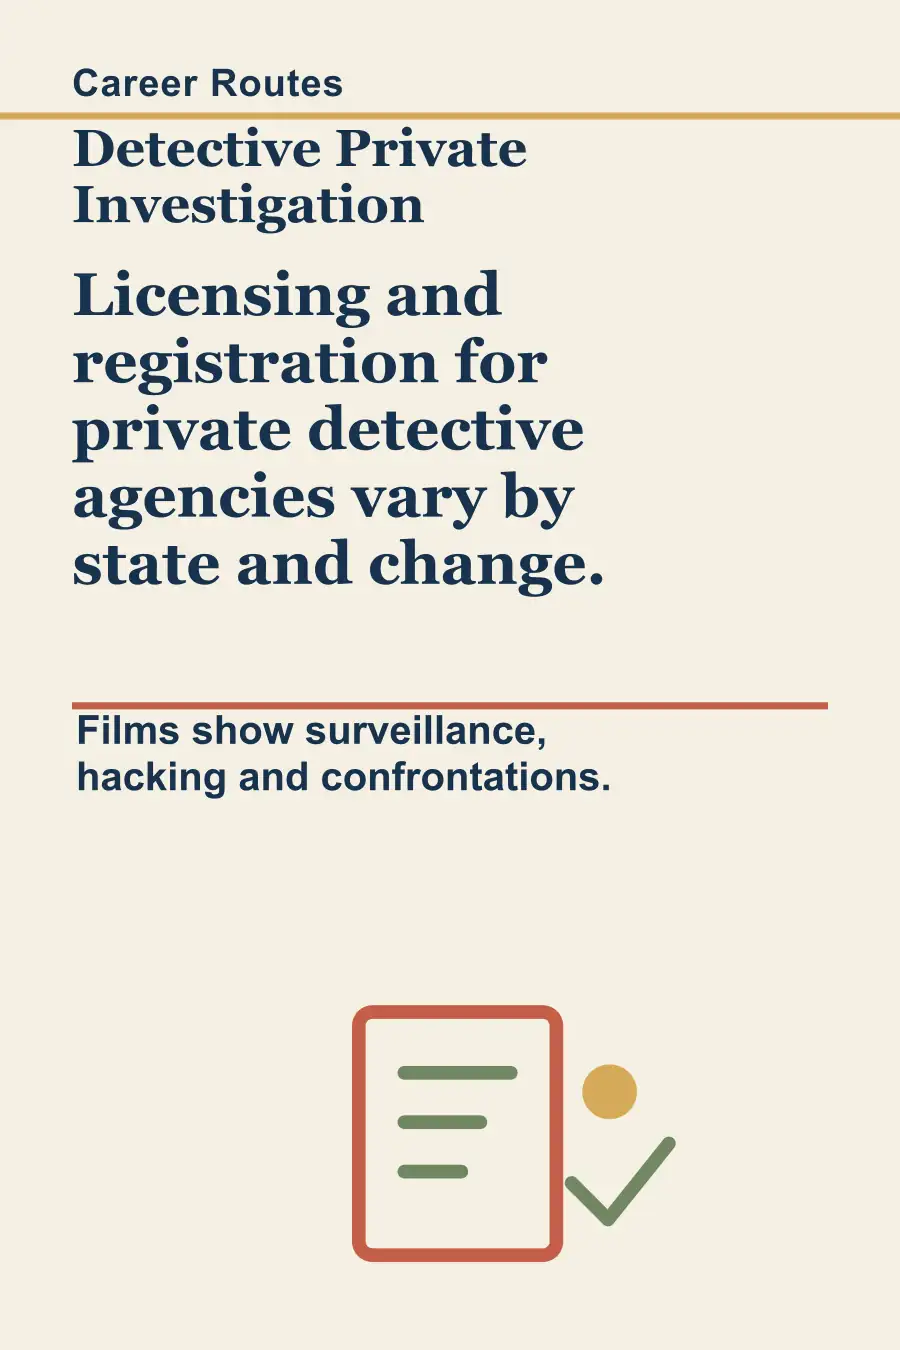 Career Routes
Detective Private
Investigation
Licensing and
registration for
private detective
agencies vary by
state and change.
Films show surveillance,
hacking and confrontations.